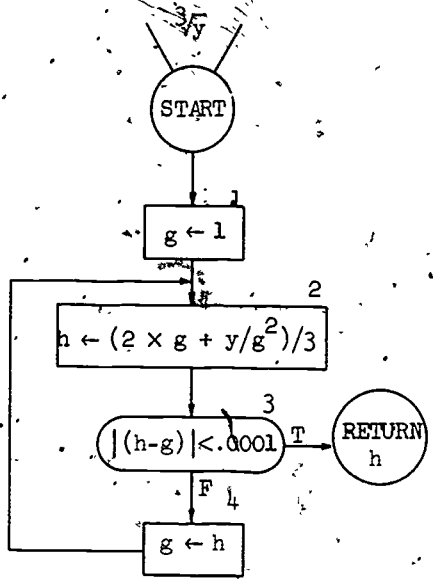 ∛y
START
1
g ← 1
2
h ← (2 × g + y/g²)/3
3
|(h-g)|<.0001
T
RETURN
h
F
4
g ← h